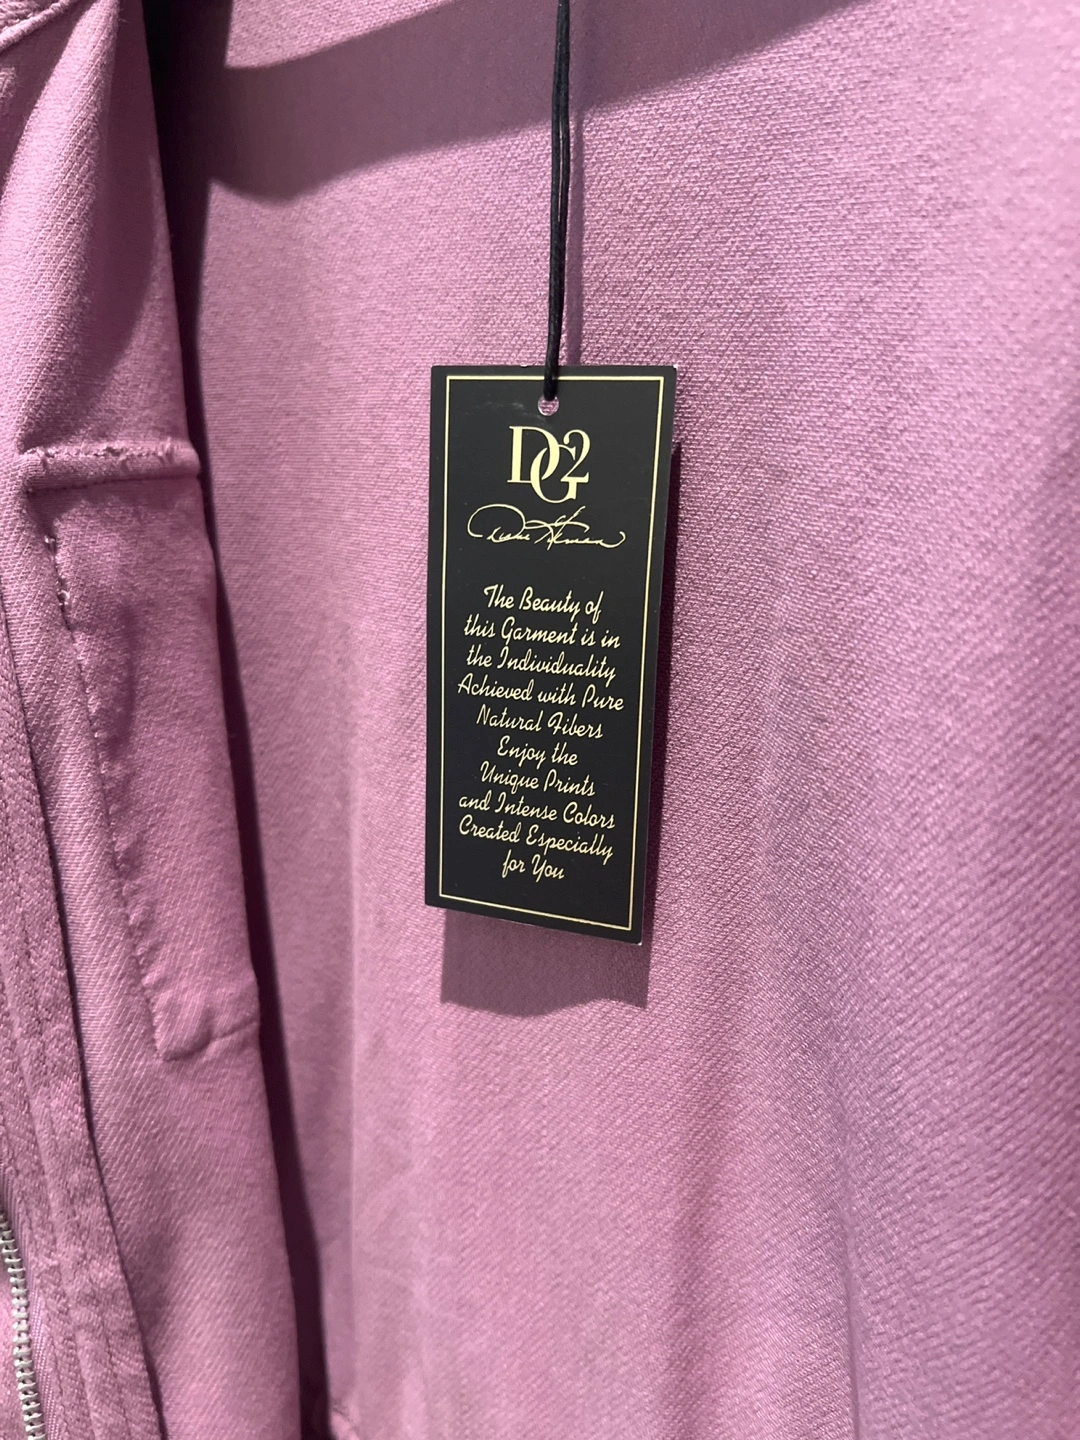 DG2
The Beauty of
this Garment is in
the Individuality
Achieved with Pure
Natural Fibers
Enjoy the
Unique Prints
and Intense Colors
Created Especially
for You